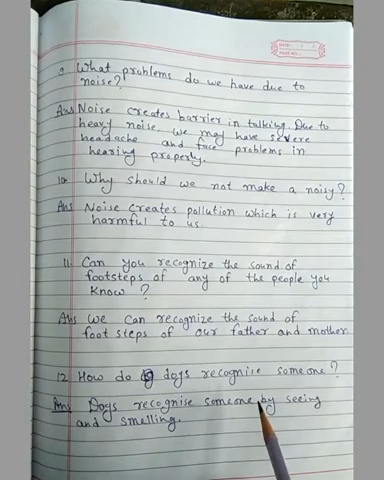 9. What problems do we have due to
noise?
Ans Noise creates barrier in talking. Due to
heavy noise, we may have severe
headache and face problems in
hearing properly.
10. Why should we not make a noisy?
Ans Noise creates pollution which is very
harmful to us.
11. Can you recognize the sound of
footsteps of any of the people you
know?
Ans We can recognize the sound of
foot steps of our father and mother
12 How do dogs recognise someone?
Ans Dogs recognise someone by seeing
and smelling.